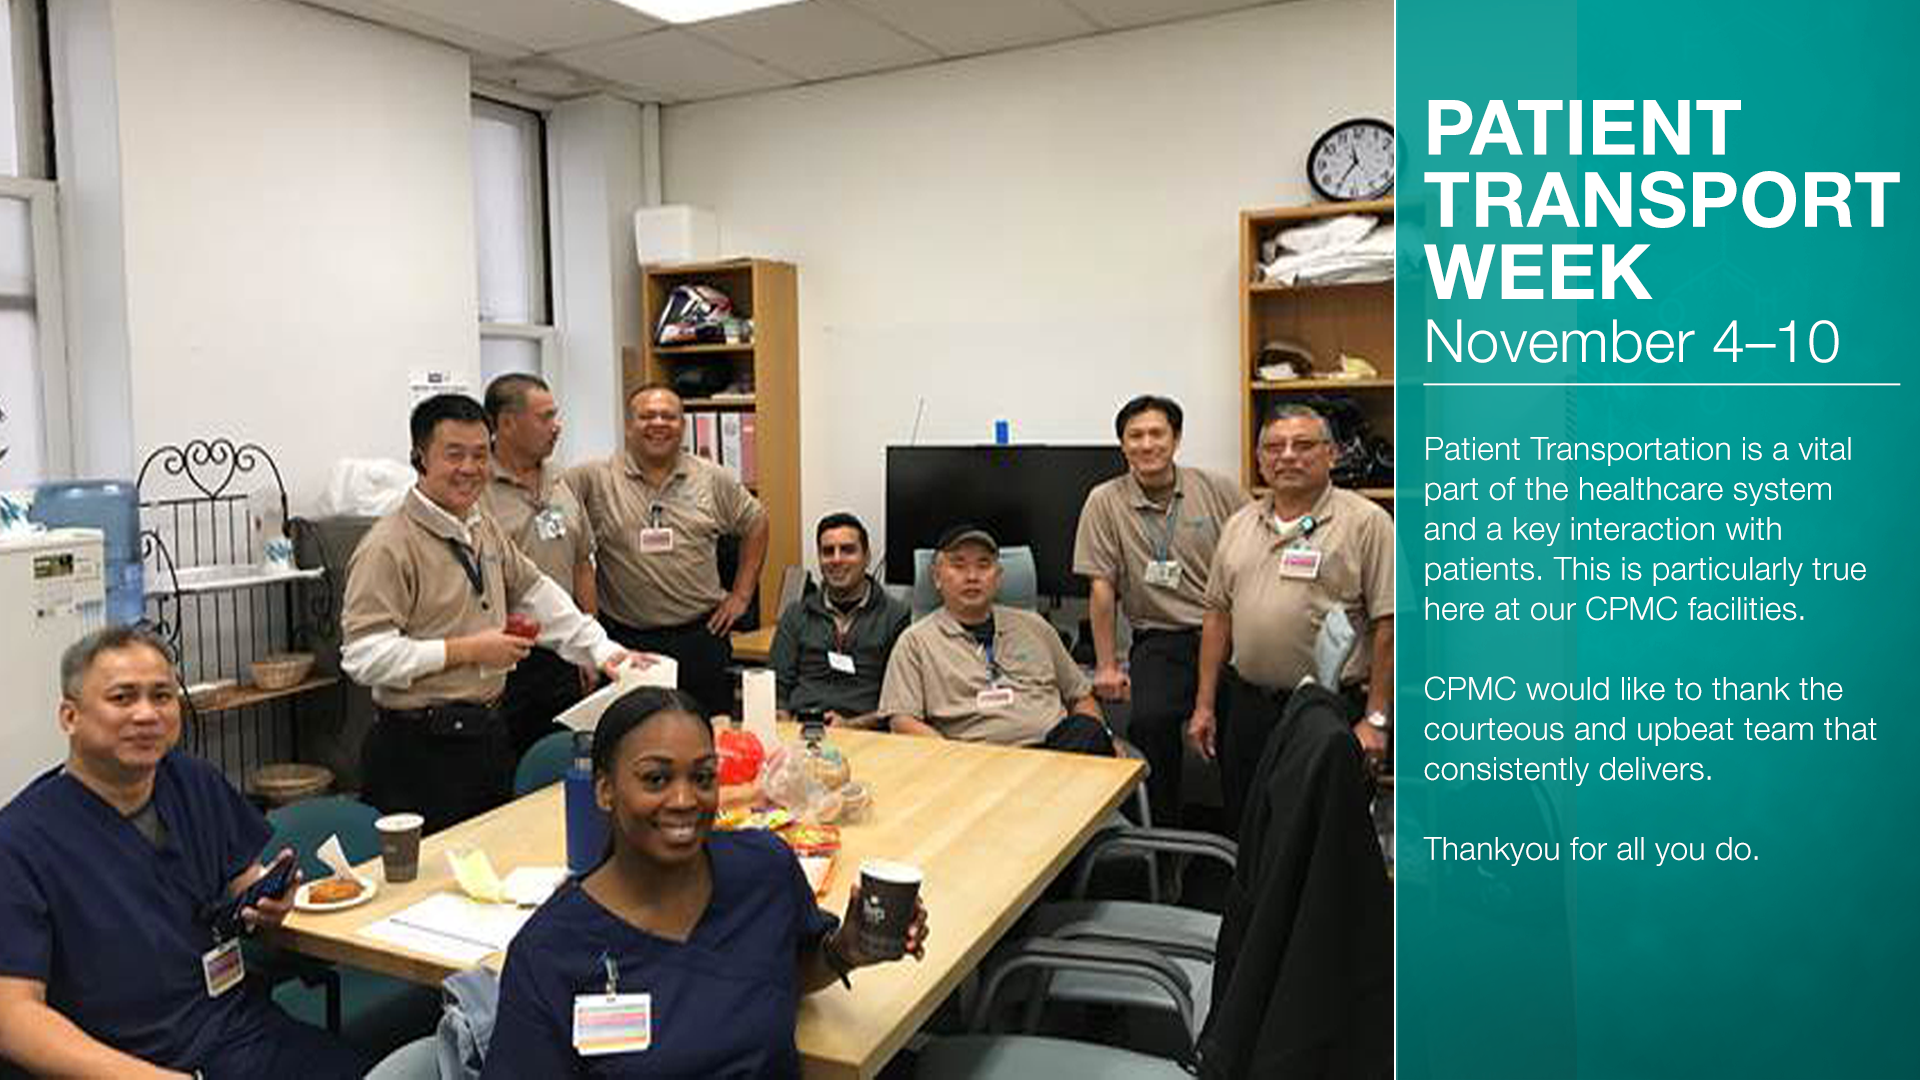 PATIENT
TRANSPORT
WEEK
November 4–10
Patient Transportation is a vital
part of the healthcare system
and a key interaction with
patients. This is particularly true
here at our CPMC facilities.
CPMC would like to thank the
courteous and upbeat team that
consistently delivers.
Thankyou for all you do.